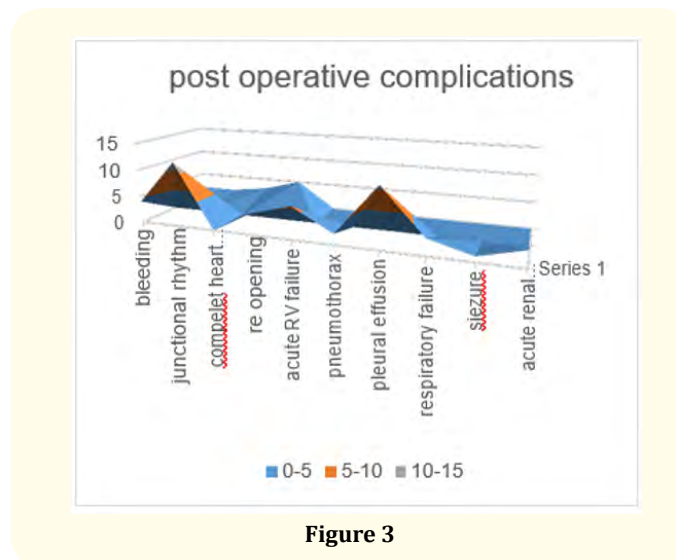 post operative complications
15
10
5
0
bleeding
junctional rhythm
compelet heart...
re opening
acute RV failure
pneumothorax
pleural effusion
respiratory failure
siezure
acute renal...
Series 1
0-5 5-10 10-15
Figure 3